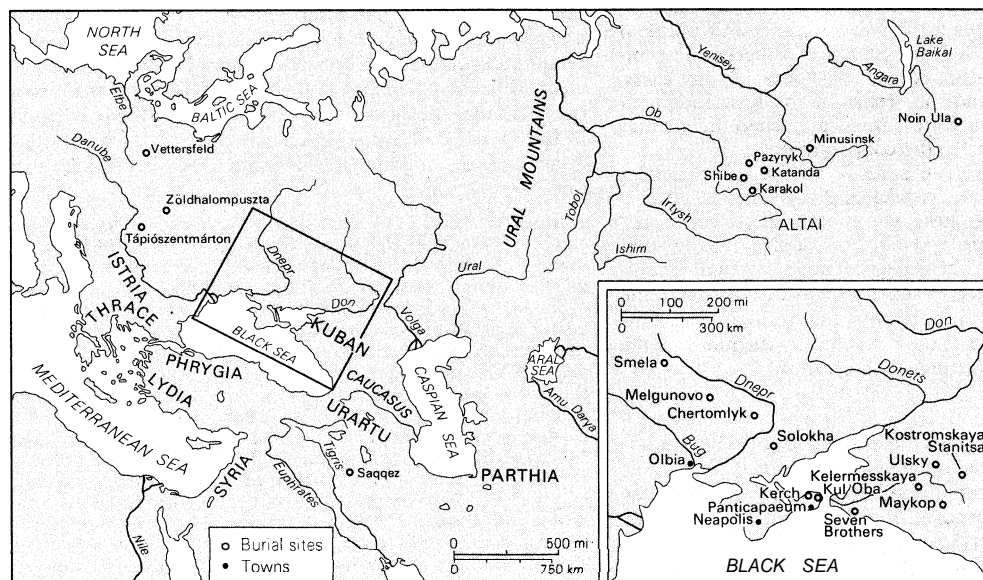 NORTH
SEA
Elbe
BALTIC SEA
Danube
Vettersfeld
Zöldhalompuszta
Tápiószentmárton
ISTRIA
THRACE
PHRYGIA
LYDIA
MEDITERRANEAN SEA
SYRIA
Nile
Dnepr
Don
KUBAN
BLACK SEA
Volga
CAUCASUS
CASPIAN
SEA
URARTU
Tigris
Euphrates
Saqqez
PARTHIA
URAL MOUNTAINS
Ural
Tobol
ARAL
SEA
Amu Darya
Ob
Irtysh
Ishim
Yenisey
Angara
Lake
Baikal
Noin Ula
Minusinsk
Pazyryk
Shibe
Katanda
Karakol
ALTAI
Burial sites
Towns
0 500 mi
0 750 km
0 100 200 mi
0 300 km
Don
Donets
Smela
Dnepr
Melgunovo
Chertomlyk
Bug
Solokha
Olbia
Kostromskaya
Stanitsa
Ulsky
Kelermesskaya
Kerch
Kul Oba
Panticapaeum
Maykop
Neapolis
Seven
Brothers
BLACK SEA